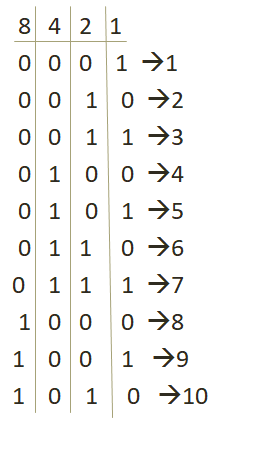 8 4 2 1
0 0 0 1 →1
0 0 1 0 →2
0 0 1 1 →3
0 1 0 0 →4
0 1 0 1 →5
0 1 1 0 →6
0 1 1 1 →7
1 0 0 0 →8
1 0 0 1 →9
1 0 1 0 →10